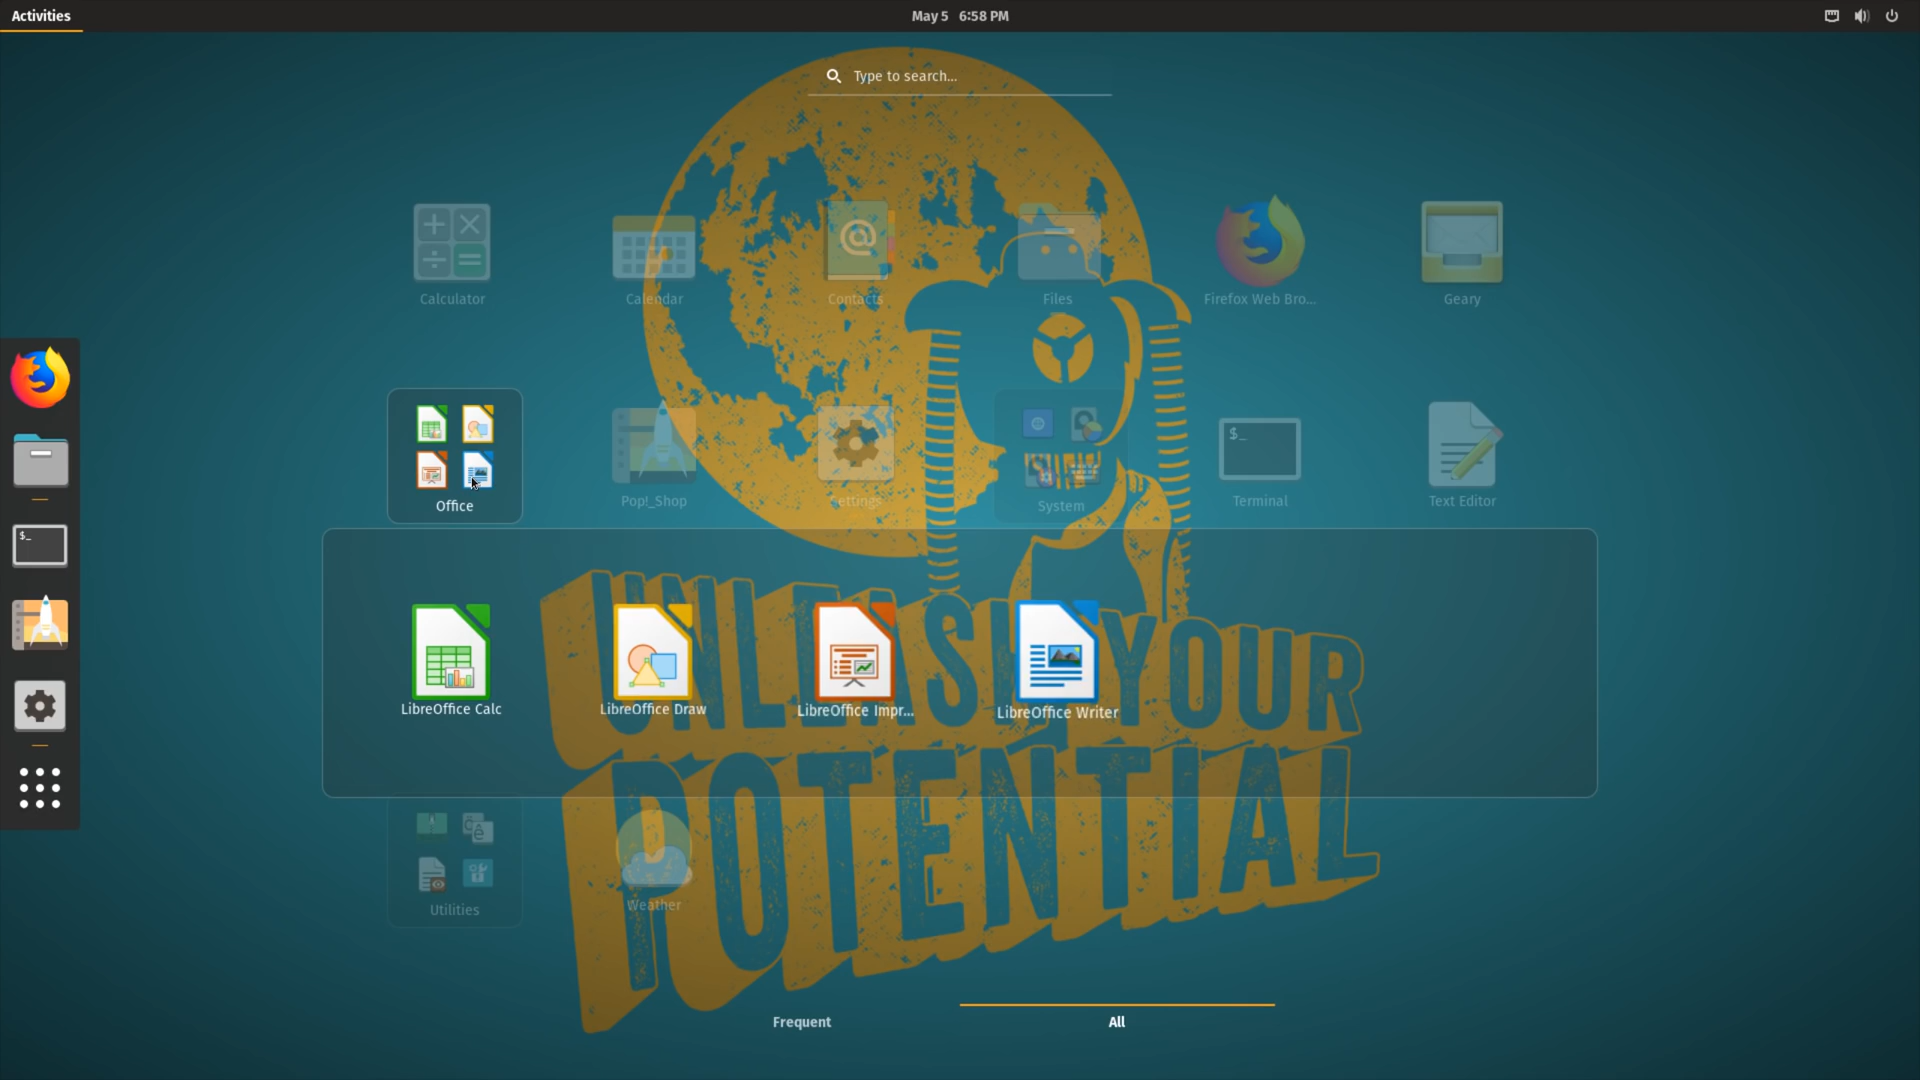 Activities
May 5 6:58 PM
Type to search...
Calculator
Calendar
Contacts
Files
Firefox Web Bro...
Geary
Office
Pop!_Shop
Settings
System
Terminal
Text Editor
LibreOffice Calc
LibreOffice Draw
LibreOffice Impr...
LibreOffice Writer
UNLEASH YOUR
POTENTIAL
Utilities
Weather
Frequent
All